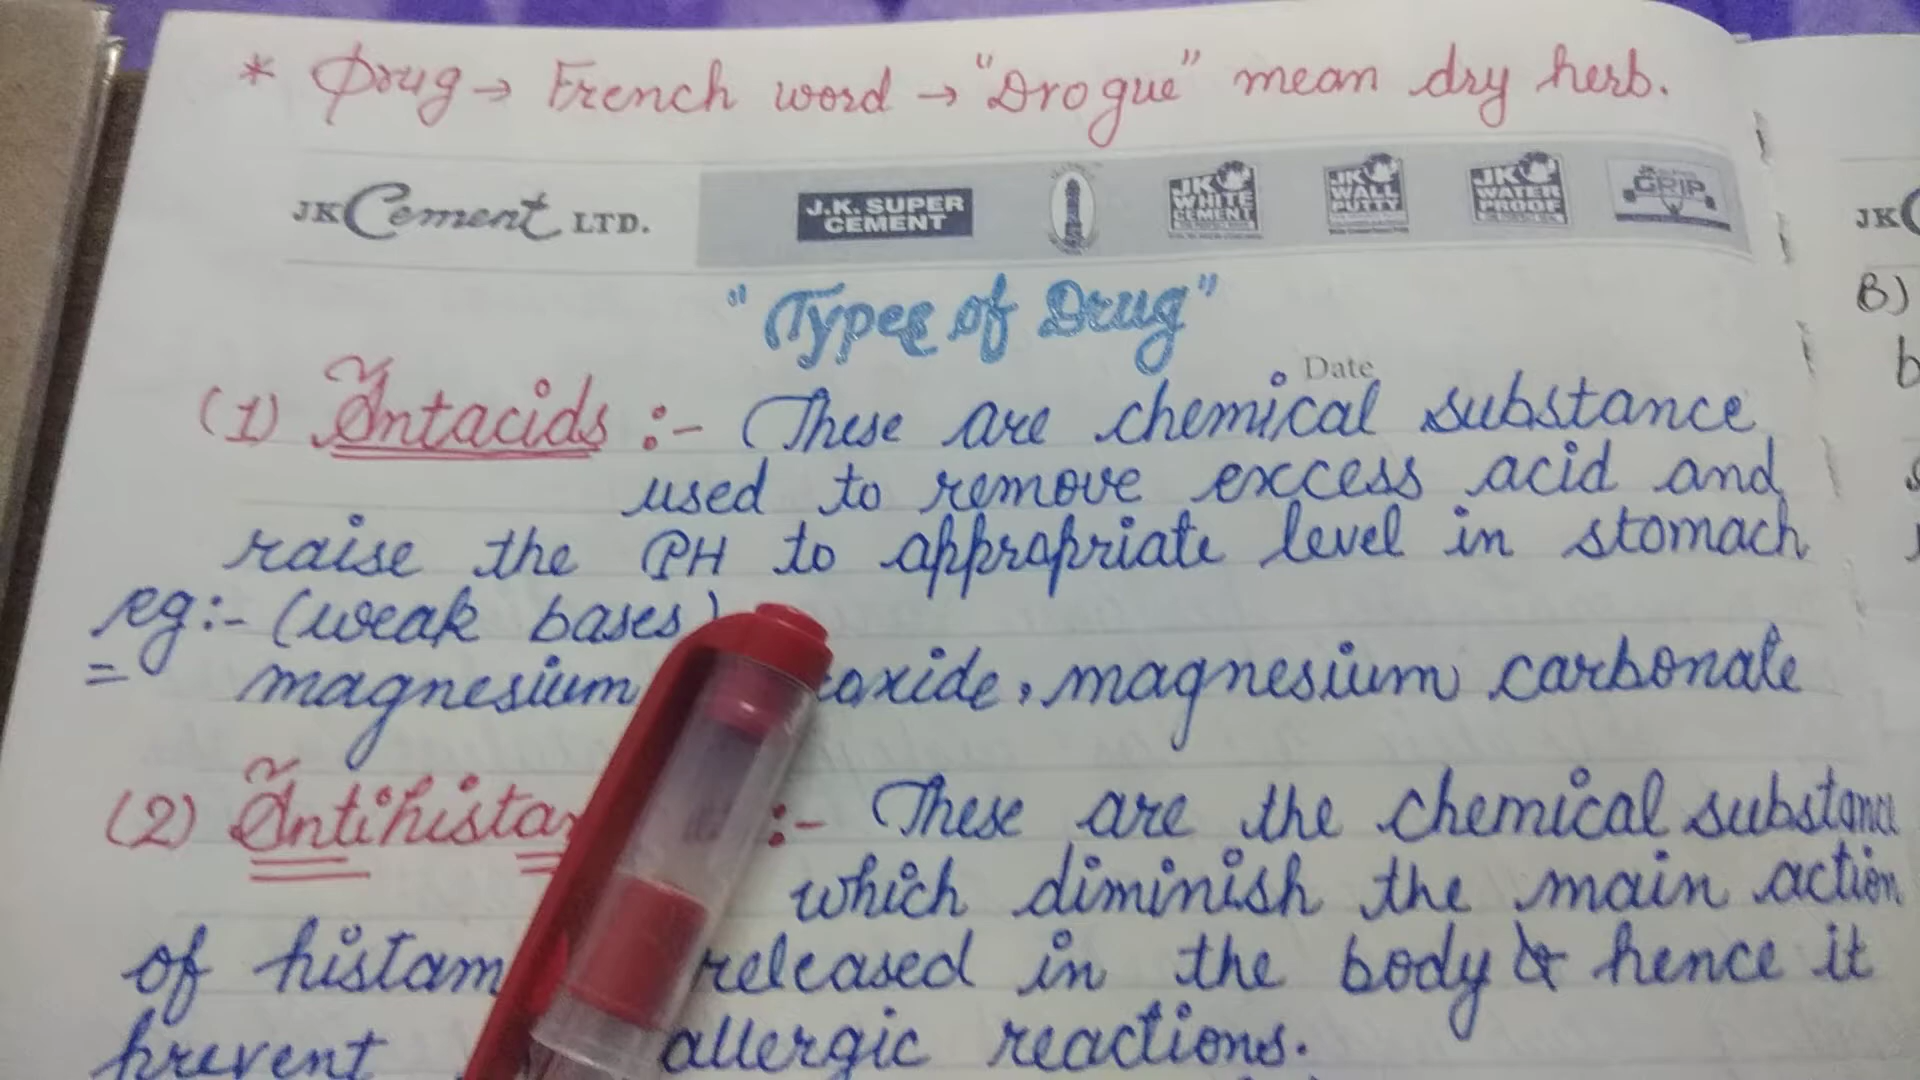 * Drug → French word → "Drogue" mean dry herb.
JK Cement LTD.
J.K. SUPER CEMENT
JK WHITE CEMENT
JK WALL PUTTY
JK WATER PROOF
GRIP
JK
"Types of Drug"
Date
B)
b
(1) Antacids :- These are chemical substance
used to remove excess acid and
raise the PH to appropriate level in stomach
eg:- (weak bases)
= magnesium oxide, magnesium carbonate
(2) Antihista :- These are the chemical substance
which diminish the main action
of histam released in the body & hence it
prevent allergic reactions.